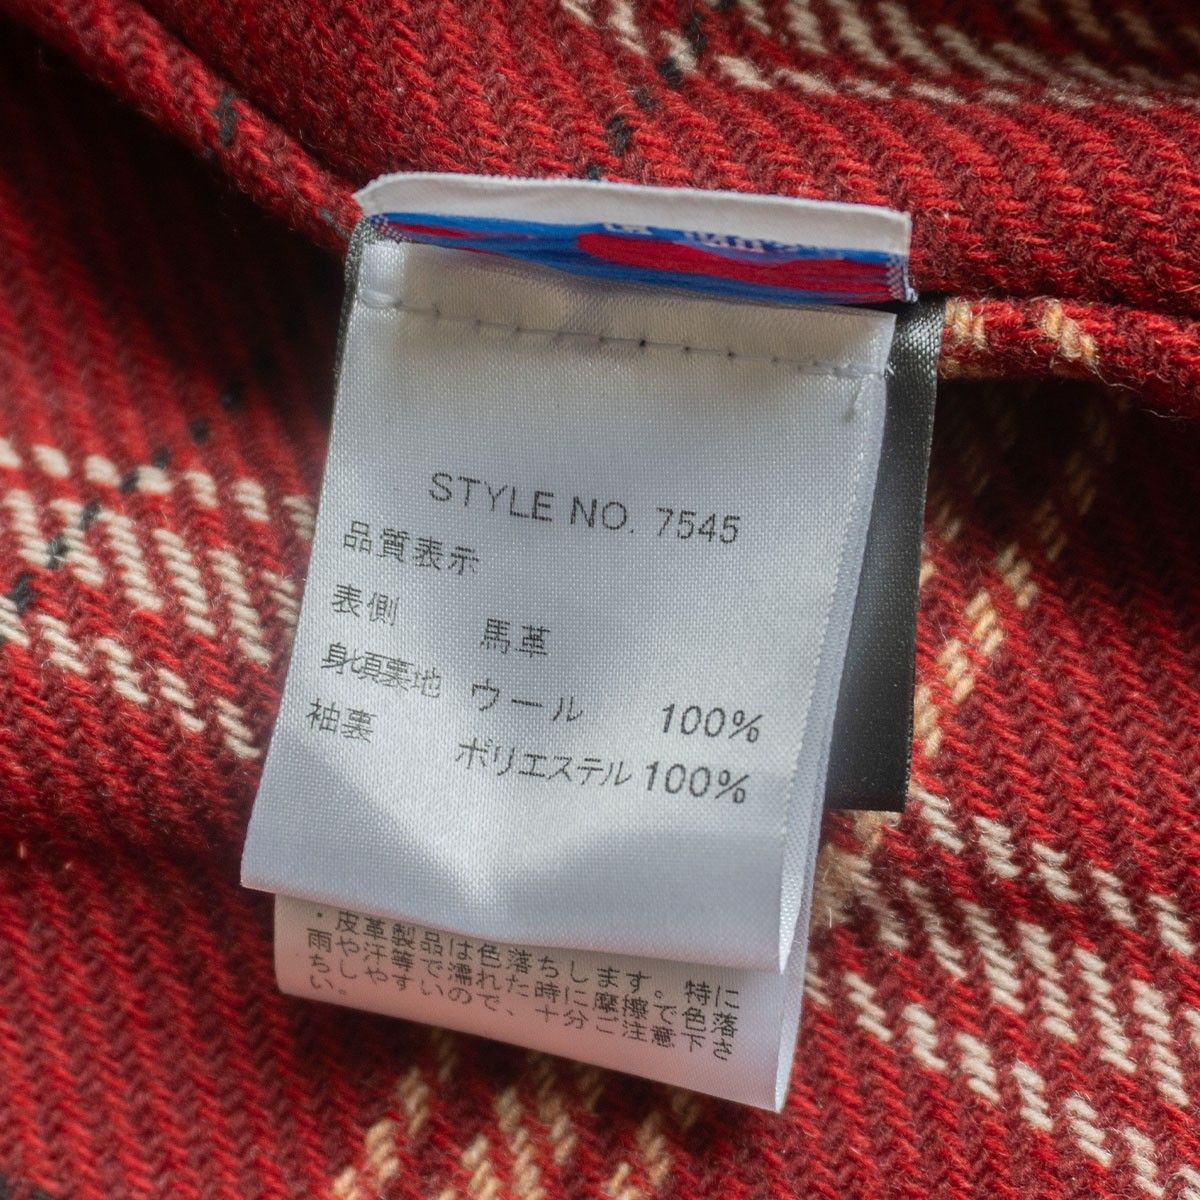 STYLE NO. 7545
品質表示
表側 馬革
身頃裏地 ウール 100%
袖裏 ポリエステル 100%
・皮革製品は色落ちします。特に
雨や汗等で濡れた時に摩擦で色落
ちしやすいので、十分ご注意下さ
い。